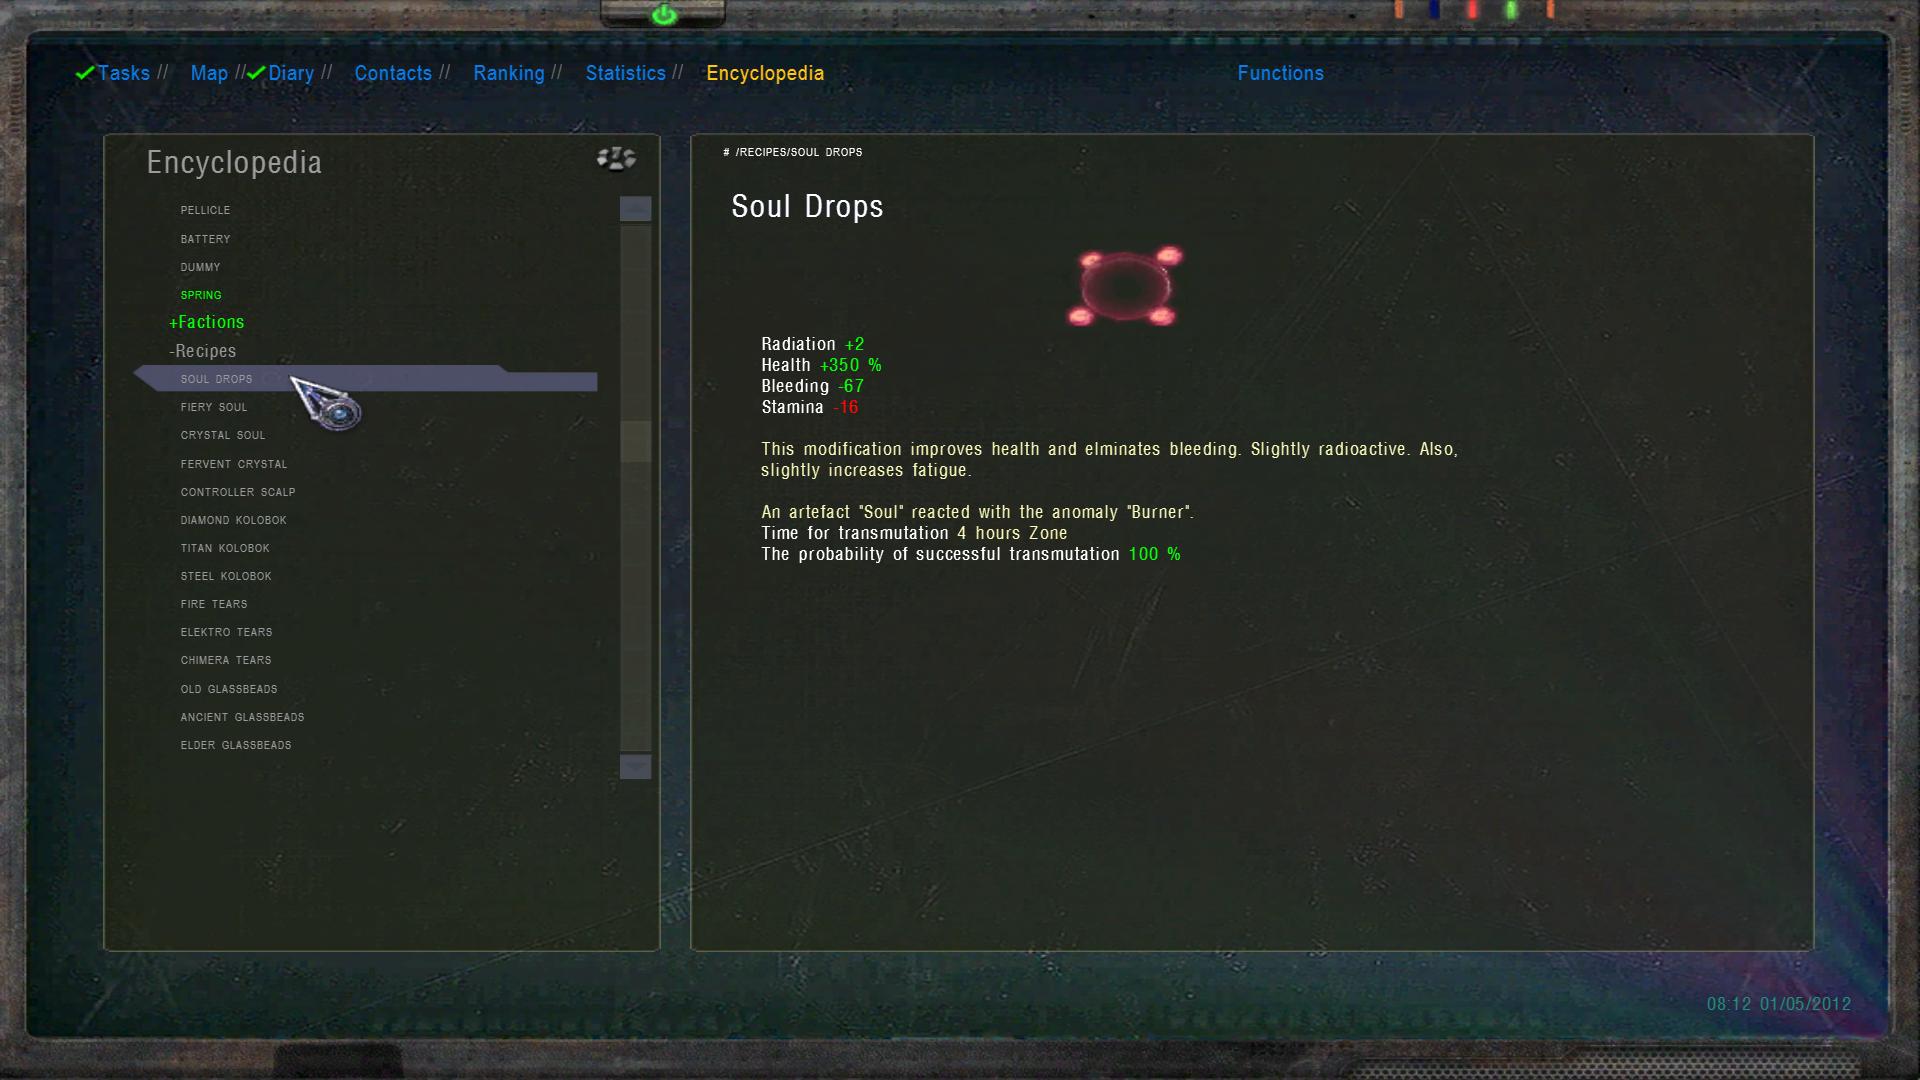 Tasks // Map // Diary // Contacts // Ranking // Statistics // Encyclopedia Functions
Encyclopedia
PELLICLE
BATTERY
DUMMY
SPRING
+Factions
-Recipes
SOUL DROPS
FIERY SOUL
CRYSTAL SOUL
FERVENT CRYSTAL
CONTROLLER SCALP
DIAMOND KOLOBOK
TITAN KOLOBOK
STEEL KOLOBOK
FIRE TEARS
ELEKTRO TEARS
CHIMERA TEARS
OLD GLASSBEADS
ANCIENT GLASSBEADS
ELDER GLASSBEADS
# /RECIPES/SOUL DROPS
Soul Drops
Radiation +2
Health +350 %
Bleeding -67
Stamina -16
This modification improves health and elminates bleeding. Slightly radioactive. Also,
slightly increases fatigue.
An artefact "Soul" reacted with the anomaly "Burner".
Time for transmutation 4 hours Zone
The probability of successful transmutation 100 %
08:12 01/05/2012